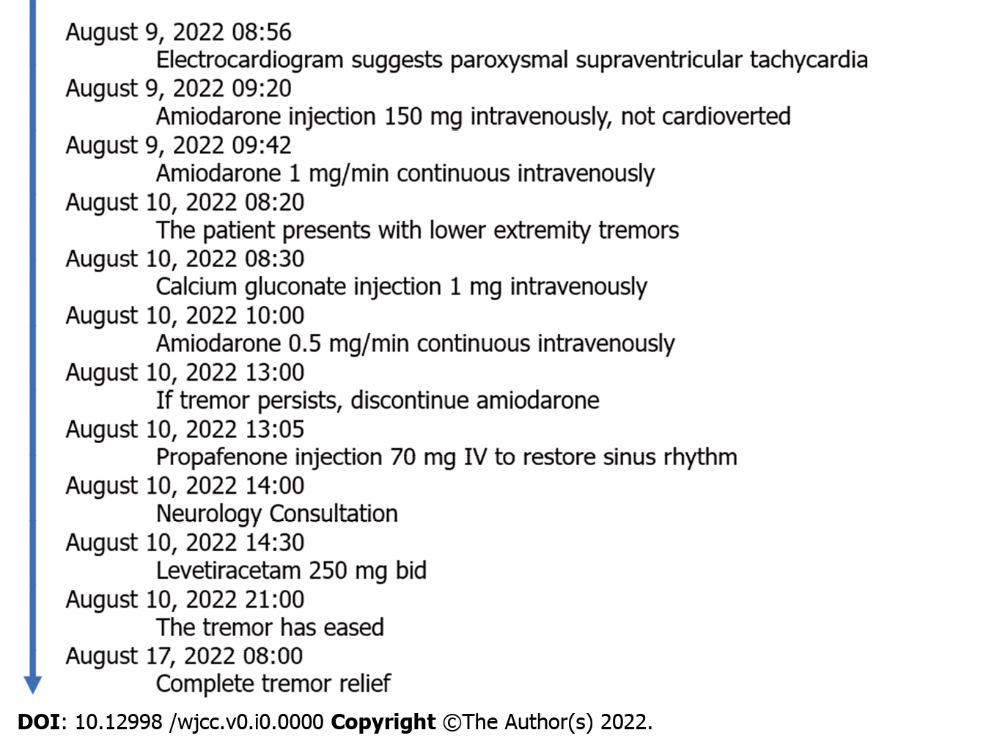 August 9, 2022 08:56
Electrocardiogram suggests paroxysmal supraventricular tachycardia
August 9, 2022 09:20
Amiodarone injection 150 mg intravenously, not cardioverted
August 9, 2022 09:42
Amiodarone 1 mg/min continuous intravenously
August 10, 2022 08:20
The patient presents with lower extremity tremors
August 10, 2022 08:30
Calcium gluconate injection 1 mg intravenously
August 10, 2022 10:00
Amiodarone 0.5 mg/min continuous intravenously
August 10, 2022 13:00
If tremor persists, discontinue amiodarone
August 10, 2022 13:05
Propafenone injection 70 mg IV to restore sinus rhythm
August 10, 2022 14:00
Neurology Consultation
August 10, 2022 14:30
Levetiracetam 250 mg bid
August 10, 2022 21:00
The tremor has eased
August 17, 2022 08:00
Complete tremor relief
DOI: 10.12998 /wjcc.v0.i0.0000 Copyright ©The Author(s) 2022.